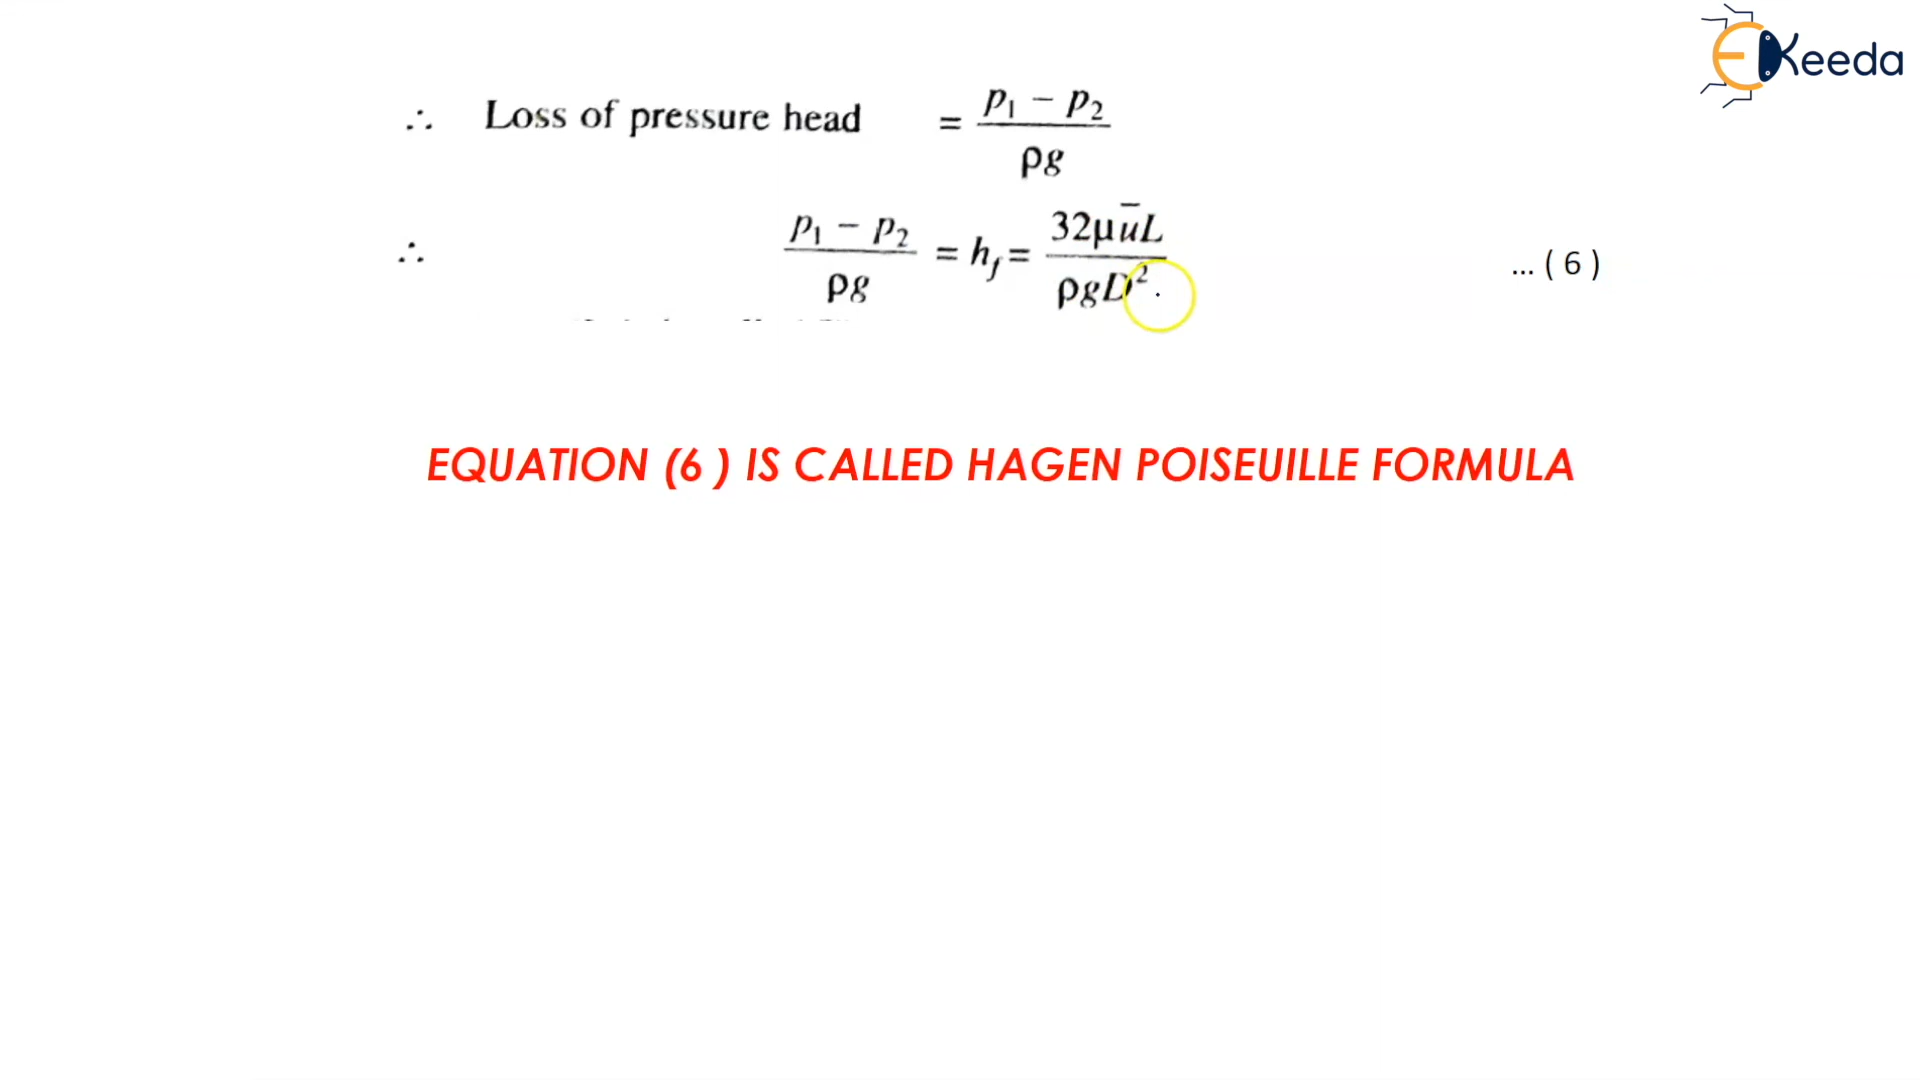 EKeeda
∴ Loss of pressure head = (p₁ − p₂) / ρg
∴ (p₁ − p₂) / ρg = h_f = 32μūL / ρgD² . ... ( 6 )
EQUATION (6 ) IS CALLED HAGEN POISEUILLE FORMULA